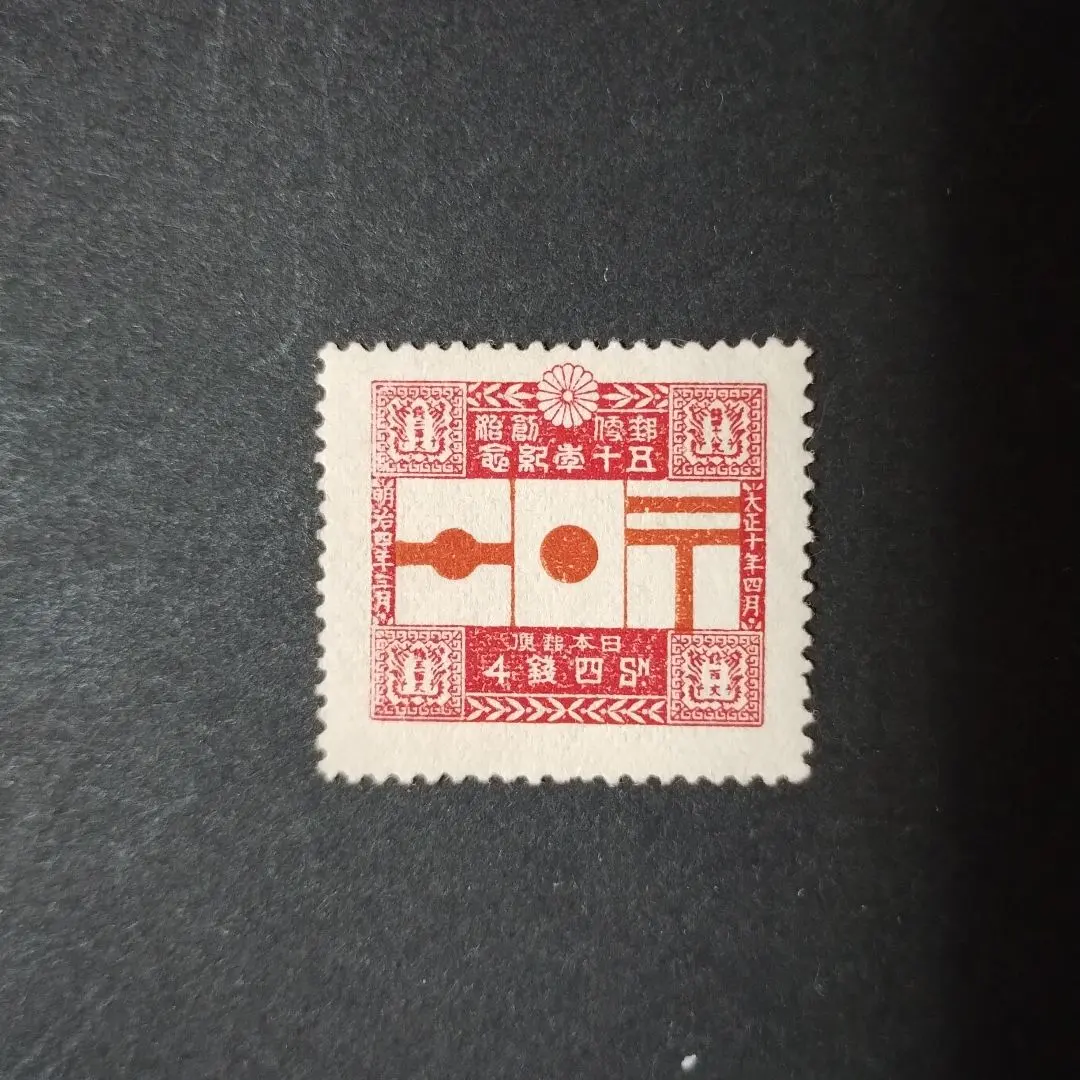 郵便創始
五十年紀念
大正十年四月
明治四年三月
日本郵便
Sn 四錢 4